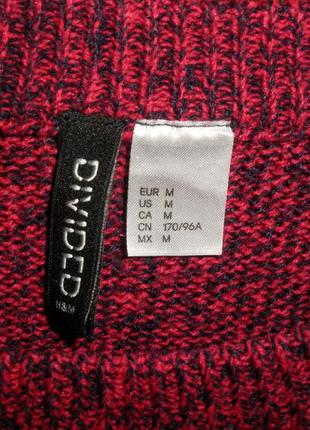 DIVIDED
H&M
EUR M
US M
CA M
CN 170/96A
MX M